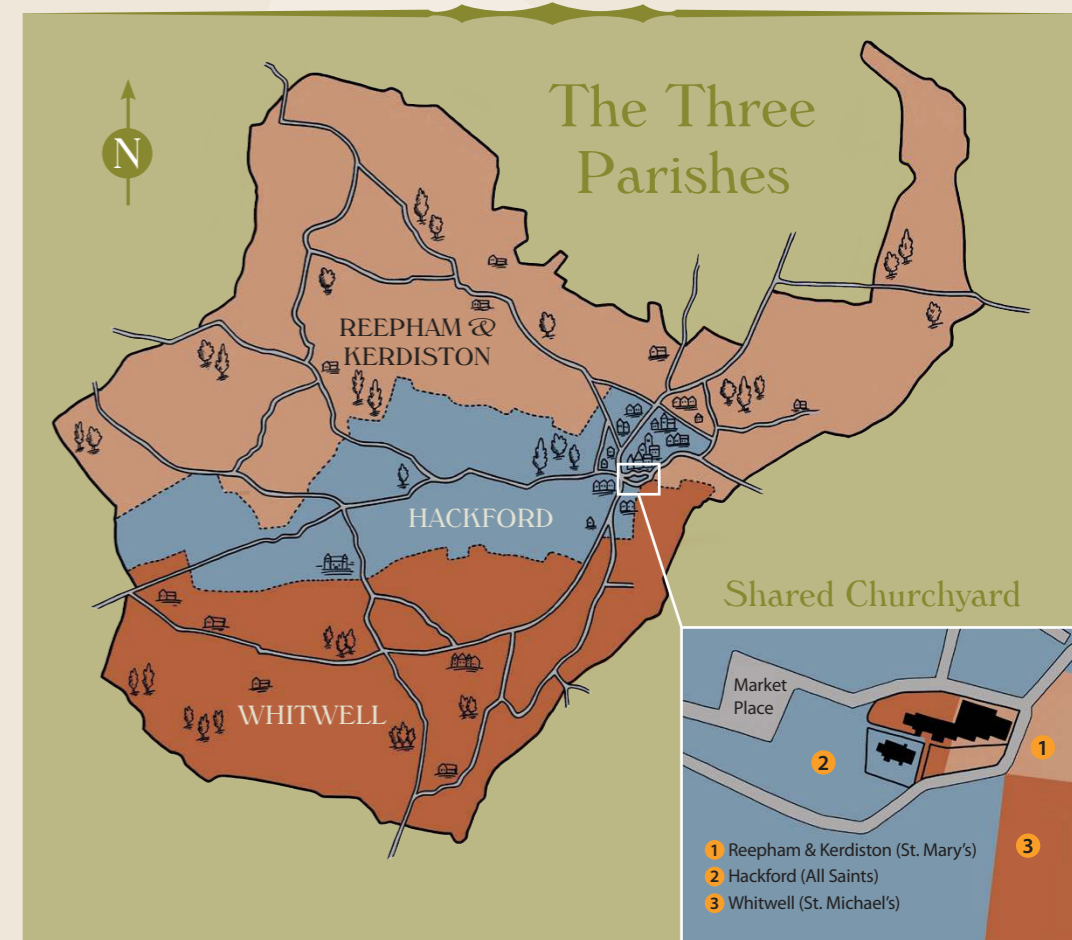 The Three
Parishes
N
REEPHAM &
KERDISTON
HACKFORD
WHITWELL
Shared Churchyard
Market
Place
2
1
3
1 Reepham & Kerdiston (St. Mary's)
2 Hackford (All Saints)
3 Whitwell (St. Michael's)